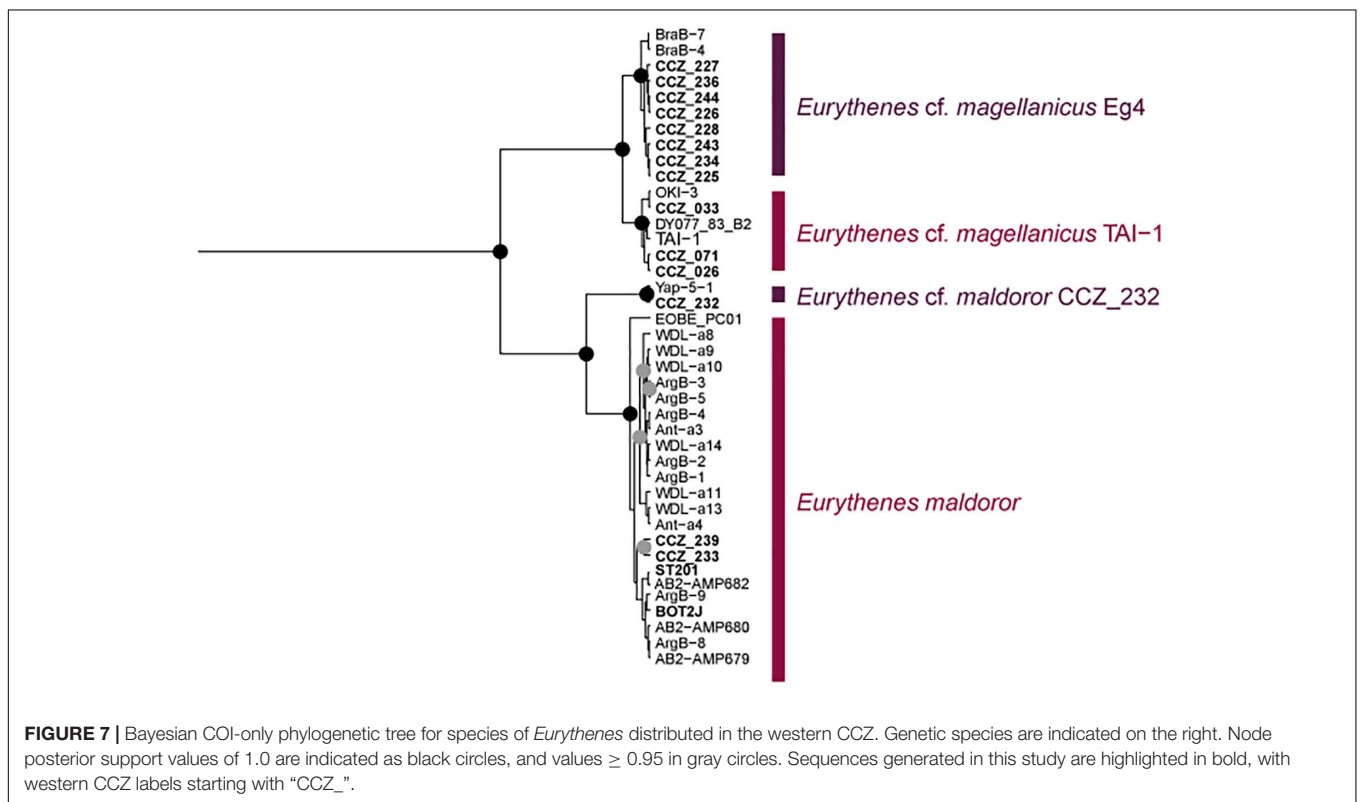 BraB-7
BraB-4
CCZ_227
CCZ_236
CCZ_244
CCZ_226
CCZ_228
CCZ_243
CCZ_234
CCZ_225
Eurythenes cf. magellanicus Eg4
OKI-3
CCZ_033
DY077_83_B2
TAI-1
CCZ_071
CCZ_026
Eurythenes cf. magellanicus TAI-1
Yap-5-1
CCZ_232
Eurythenes cf. maldoror CCZ_232
EOBE_PC01
WDL-a8
WDL-a9
WDL-a10
ArgB-3
ArgB-5
ArgB-4
Ant-a3
WDL-a14
ArgB-2
ArgB-1
WDL-a11
WDL-a13
Ant-a4
CCZ_239
CCZ_233
ST201
AB2-AMP682
ArgB-9
BOT2J
AB2-AMP680
ArgB-8
AB2-AMP679
Eurythenes maldoror
FIGURE 7 | Bayesian COI-only phylogenetic tree for species of Eurythenes distributed in the western CCZ. Genetic species are indicated on the right. Node
posterior support values of 1.0 are indicated as black circles, and values ≥ 0.95 in gray circles. Sequences generated in this study are highlighted in bold, with
western CCZ labels starting with “CCZ_”.